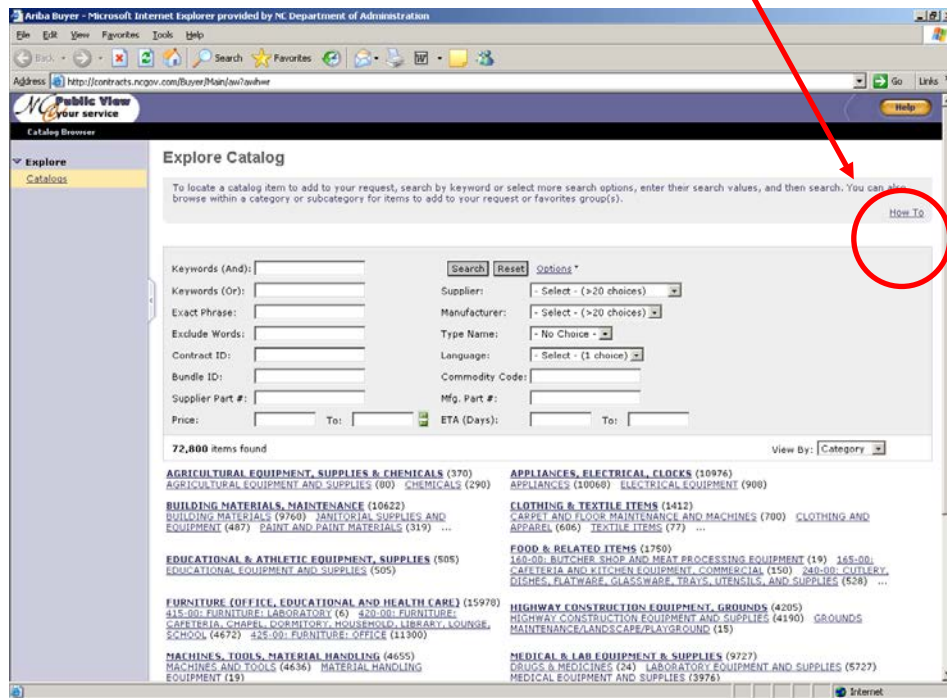 Ariba Buyer - Microsoft Internet Explorer provided by NC Department of Administration
File Edit View Favorites Tools Help
Back Search Favorites
Address http://contracts.ncgov.com/Buyer/Main/aw?awhwr Go Links
NC Public View
@your service
Help
Catalog Browser
Explore
Catalogs
Explore Catalog
To locate a catalog item to add to your request, search by keyword or select more search options, enter their search values, and then search. You can also
browse within a category or subcategory for items to add to your request or favorites group(s).
How To
Keywords (And): Search Reset Options
Keywords (Or): Supplier: - Select - (>20 choices)
Exact Phrase: Manufacturer: - Select - (>20 choices)
Exclude Words: Type Name: - No Choice -
Contract ID: Language: - Select - (1 choice)
Bundle ID: Commodity Code:
Supplier Part #: Mfg. Part #:
Price: To: ETA (Days): To:
72,800 items found View By: Category
AGRICULTURAL EQUIPMENT, SUPPLIES & CHEMICALS (370)
AGRICULTURAL EQUIPMENT AND SUPPLIES (80) CHEMICALS (290)
APPLIANCES, ELECTRICAL, CLOCKS (10976)
APPLIANCES (10068) ELECTRICAL EQUIPMENT (908)
BUILDING MATERIALS, MAINTENANCE (10622)
BUILDING MATERIALS (9760) JANITORIAL SUPPLIES AND
EQUIPMENT (487) PAINT AND PAINT MATERIALS (319) ...
CLOTHING & TEXTILE ITEMS (1412)
CARPET AND FLOOR MAINTENANCE AND MACHINES (700) CLOTHING AND
APPAREL (606) TEXTILE ITEMS (77) ...
EDUCATIONAL & ATHLETIC EQUIPMENT, SUPPLIES (505)
EDUCATIONAL EQUIPMENT AND SUPPLIES (505)
FOOD & RELATED ITEMS (1750)
160-00: BUTCHER SHOP AND MEAT PROCESSING EQUIPMENT (19) 165-00:
CAFETERIA AND KITCHEN EQUIPMENT, COMMERCIAL (150) 240-00: CUTLERY,
DISHES, FLATWARE, GLASSWARE, TRAYS, UTENSILS, AND SUPPLIES (528) ...
FURNITURE (OFFICE, EDUCATIONAL AND HEALTH CARE) (15978)
415-00: FURNITURE: LABORATORY (6) 420-00: FURNITURE:
CAFETERIA, CHAPEL, DORMITORY, HOUSEHOLD, LIBRARY, LOUNGE,
SCHOOL (4672) 425-00: FURNITURE: OFFICE (11300)
HIGHWAY CONSTRUCTION EQUIPMENT, GROUNDS (4205)
HIGHWAY CONSTRUCTION EQUIPMENT AND SUPPLIES (4190) GROUNDS
MAINTENANCE/LANDSCAPE/PLAYGROUND (15)
MACHINES, TOOLS, MATERIAL HANDLING (4655)
MACHINES AND TOOLS (4636) MATERIAL HANDLING
EQUIPMENT (19)
MEDICAL & LAB EQUIPMENT & SUPPLIES (9727)
DRUGS & MEDICINES (24) LABORATORY EQUIPMENT AND SUPPLIES (5727)
MEDICAL EQUIPMENT AND SUPPLIES (3976)
Internet